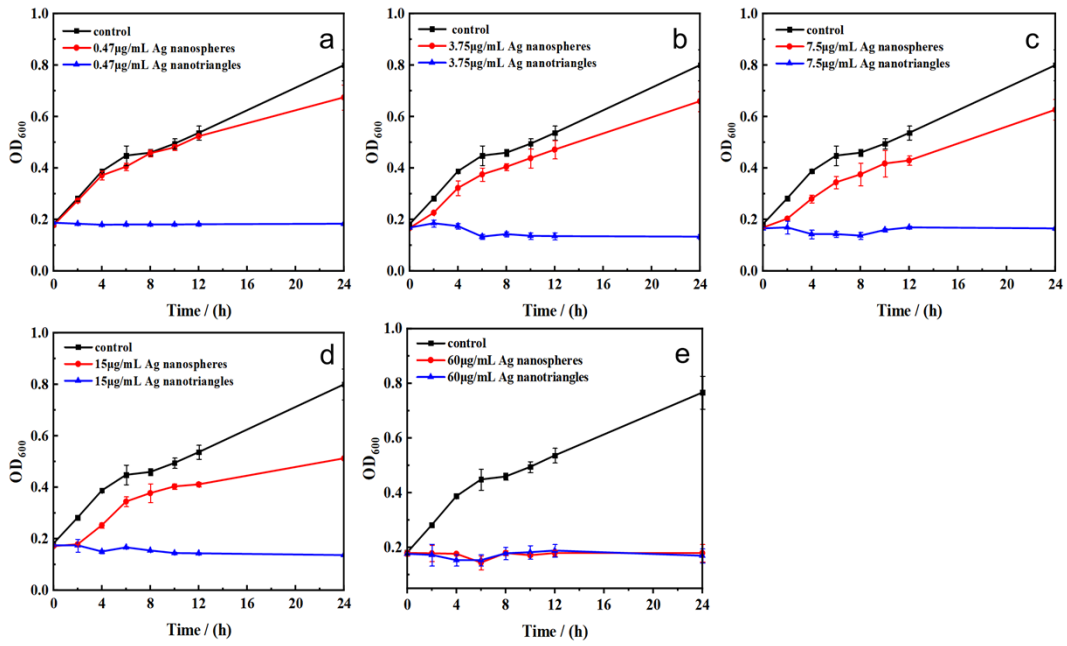 a
control
0.47μg/mL Ag nanospheres
0.47μg/mL Ag nanotriangles
OD600
1.0
0.8
0.6
0.4
0.2
0.0
0 4 8 12 16 20 24
Time / (h)
b
control
3.75μg/mL Ag nanospheres
3.75μg/mL Ag nanotriangles
OD600
1.0
0.8
0.6
0.4
0.2
0.0
0 4 8 12 16 20 24
Time / (h)
c
control
7.5μg/mL Ag nanospheres
7.5μg/mL Ag nanotriangles
OD600
1.0
0.8
0.6
0.4
0.2
0.0
0 4 8 12 16 20 24
Time / (h)
d
control
15μg/mL Ag nanospheres
15μg/mL Ag nanotriangles
OD600
1.0
0.8
0.6
0.4
0.2
0.0
0 4 8 12 16 20 24
Time / (h)
e
control
60μg/mL Ag nanospheres
60μg/mL Ag nanotriangles
OD600
1.0
0.8
0.6
0.4
0.2
0 4 8 12 16 20 24
Time / (h)